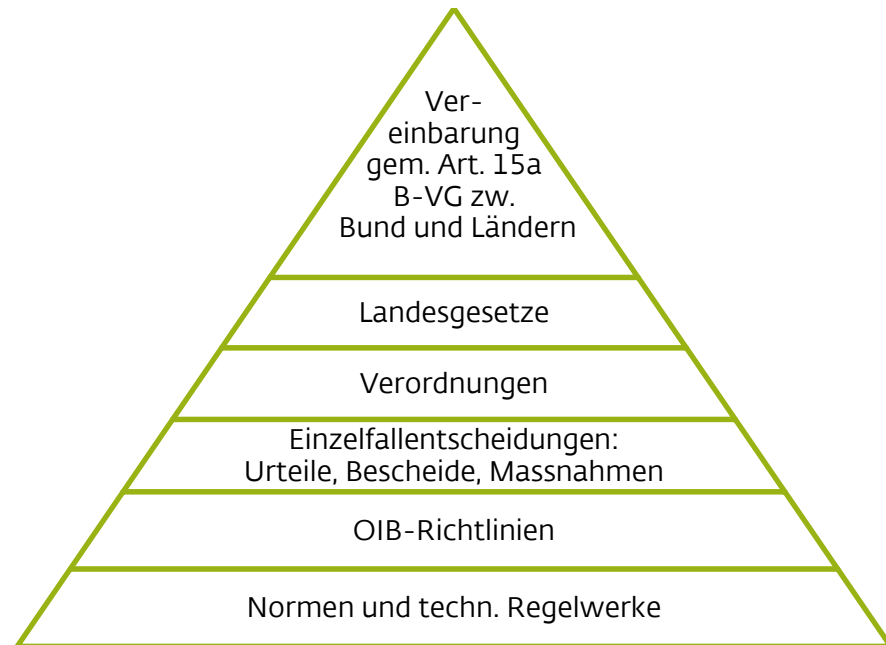 Ver-
einbarung
gem. Art. 15a
B-VG zw.
Bund und Ländern
Landesgesetze
Verordnungen
Einzelfallentscheidungen:
Urteile, Bescheide, Massnahmen
OIB-Richtlinien
Normen und techn. Regelwerke